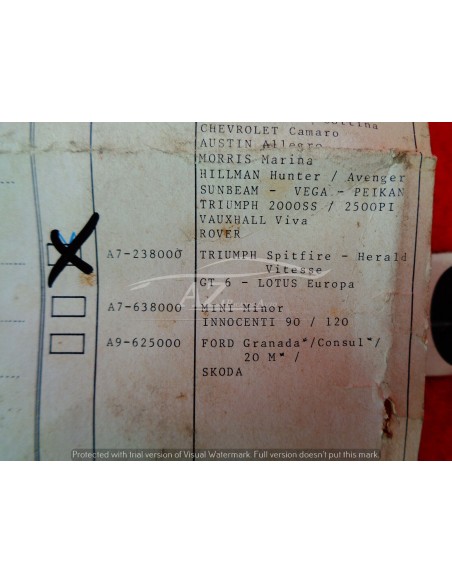 Cortina
CHEVROLET Camaro
AUSTIN Allegro
MORRIS Marina
HILLMAN Hunter / Avenger
SUNBEAM - VEGA - PEIKAN
TRIUMPH 2000SS / 2500PI
VAUXHALL Viva
ROVER
A7-238000 TRIUMPH Spitfire - Herald
Vitesse
GT 6 - LOTUS Europa
A7-638000 MINI Minor
INNOCENTI 90 / 120
A9-625000 FORD Granada*/Consul*/
20 M* /
SKODA
Protected with trial version of Visual Watermark. Full version doesn't put this mark.